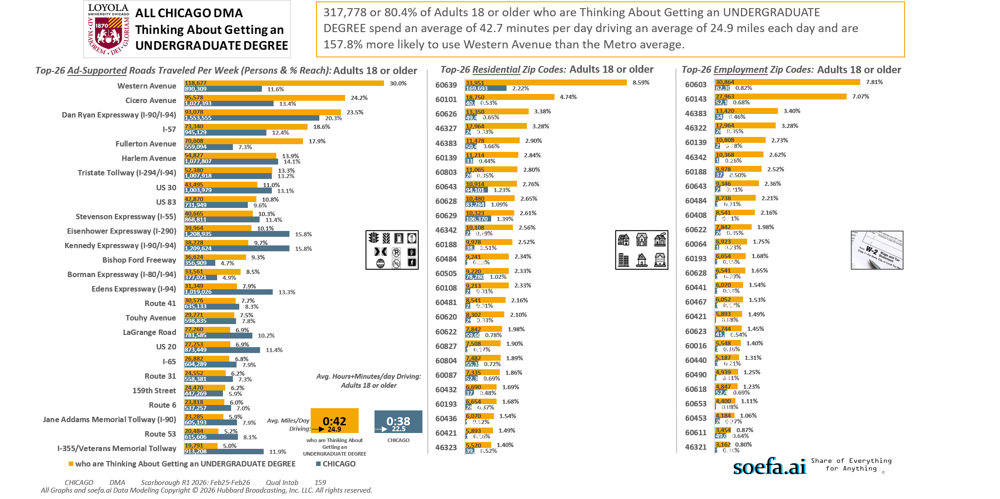 LOYOLA
UNIVERSITY CHICAGO
1870
AD • MAJOREM • DEI • GLORIAM
ALL CHICAGO DMA
Thinking About Getting an
UNDERGRADUATE DEGREE
317,778 or 80.4% of Adults 18 or older who are Thinking About Getting an UNDERGRADUATE
DEGREE spend an average of 42.7 minutes per day driving an average of 24.9 miles each day and are
157.8% more likely to use Western Avenue than the Metro average.
Top-26 Ad-Supported Roads Traveled Per Week (Persons & % Reach): Adults 18 or older
Western Avenue 118,677 30.0%
890,309 11.6%
Cicero Avenue 95,578 24.2%
1,027,393 13.4%
Dan Ryan Expressway (I-90/I-94) 93,078 23.5%
1,553,555 20.3%
I-57 73,340 18.6%
945,129 12.4%
Fullerton Avenue 70,608 17.9%
559,094 7.3%
Harlem Avenue 54,827 13.9%
1,077,807 14.1%
Tristate Tollway (I-294/I-94) 52,380 13.3%
1,007,918 13.2%
US 30 43,495 11.0%
1,003,979 13.1%
US 83 42,870 10.8%
731,949 9.6%
Stevenson Expressway (I-55) 40,665 10.3%
868,811 11.4%
Eisenhower Expressway (I-290) 39,964 10.1%
1,208,935 15.8%
Kennedy Expressway (I-90/I-94) 38,228 9.7%
1,209,624 15.8%
Bishop Ford Freeway 36,624 9.3%
356,909 4.7%
Borman Expressway (I-80/I-94) 33,561 8.5%
377,021 4.9%
Edens Expressway (I-94) 31,349 7.9%
1,019,026 13.3%
Route 41 30,576 7.7%
635,133 8.3%
Touhy Avenue 29,771 7.5%
598,835 7.8%
LaGrange Road 27,260 6.9%
781,585 10.2%
US 20 27,253 6.9%
873,449 11.4%
I-65 26,882 6.8%
604,289 7.9%
Route 31 24,552 6.2%
558,381 7.3%
159th Street 24,470 6.2%
447,269 5.9%
Route 6 23,818 6.0%
537,257 7.0%
Jane Addams Memorial Tollway (I-90) 23,285 5.9%
605,193 7.9%
Route 53 20,484 5.2%
615,606 8.1%
I-355/Veterans Memorial Tollway 19,791 5.0%
913,208 11.9%
Avg. Hours+Minutes/day Driving:
Adults 18 or older
Avg. Miles/Day
Driving:
0:42
24.9
0:38
22.5
who are Thinking About
Getting an
UNDERGRADUATE DEGREE
CHICAGO
who are Thinking About Getting an UNDERGRADUATE DEGREE CHICAGO
Top-26 Residential Zip Codes: Adults 18 or older
60639 33,951 8.59%
169,693 2.22%
60101 18,750 4.74%
0.53%
60626 13,350 3.38%
0.65%
46327 12,964 3.28%
46383 11,478 2.90%
0.66%
60139 11,214 2.84%
0.44%
60803 11,065 2.80%
60643 10,914 2.76%
94,101 1.23%
60628 10,480 2.65%
83,284 1.09%
60629 10,323 2.61%
106,370 1.39%
46342 10,108 2.56%
60188 9,978 2.52%
0.51%
60484 9,241 2.34%
60505 9,220 2.33%
78,280 1.02%
60108 9,213 2.33%
60481 8,541 2.16%
60620 8,302 2.10%
60622 7,842 1.98%
0.78%
60827 7,508 1.90%
60804 7,482 1.89%
0.72%
60087 7,335 1.86%
0.69%
60432 6,690 1.69%
0.48%
60193 6,654 1.68%
0.37%
60436 6,070 1.54%
60421 5,893 1.49%
46323 5,520 1.40%
0.52%
Top-26 Employment Zip Codes: Adults 18 or older
60603 30,864 7.81%
0.82%
60143 27,963 7.07%
0.68%
46383 13,420 3.40%
0.46%
46322 12,964 3.28%
60139 10,808 2.73%
46342 10,368 2.62%
60188 9,978 2.52%
0.50%
60643 9,346 2.36%
60484 8,738 2.21%
60408 8,541 2.16%
60622 7,842 1.98%
60064 6,923 1.75%
60193 6,654 1.68%
60628 6,541 1.65%
60441 6,070 1.54%
60467 6,052 1.53%
60421 5,893 1.49%
60623 5,744 1.45%
0.54%
60016 5,548 1.40%
60440 5,187 1.31%
60490 4,939 1.25%
60618 4,847 1.23%
0.69%
60653 4,400 1.11%
60453 4,184 1.06%
60611 3,454 0.87%
0.64%
46321 3,162 0.80%
W-2 Wage and Tax
Statement
soefa.ai Share of Everything
for Anything
©
CHICAGO DMA Scarborough R1 2026: Feb25-Feb26 Qual Intab 159
All Graphs and soefa.ai Data Modeling Copyright © 2026 Hubbard Broadcasting, Inc. LLC. All rights reserved.